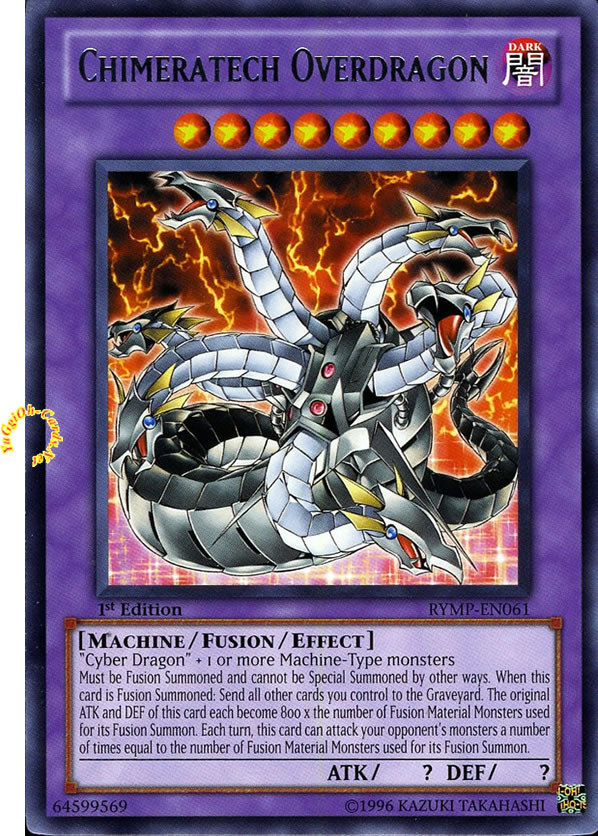 CHIMERATECH OVERDRAGON
DARK
闇
YuGgiOh-Cards.Net
1st Edition
RYMP-EN061
[MACHINE/FUSION/EFFECT]
"Cyber Dragon" + 1 or more Machine-Type monsters
Must be Fusion Summoned and cannot be Special Summoned by other ways. When this
card is Fusion Summoned: Send all other cards you control to the Graveyard. The original
ATK and DEF of this card each become 800 x the number of Fusion Material Monsters used
for its Fusion Summon. Each turn, this card can attack your opponent's monsters a number
of times equal to the number of Fusion Material Monsters used for its Fusion Summon.
ATK/ ? DEF/ ?
64599569
©1996 KAZUKI TAKAHASHI